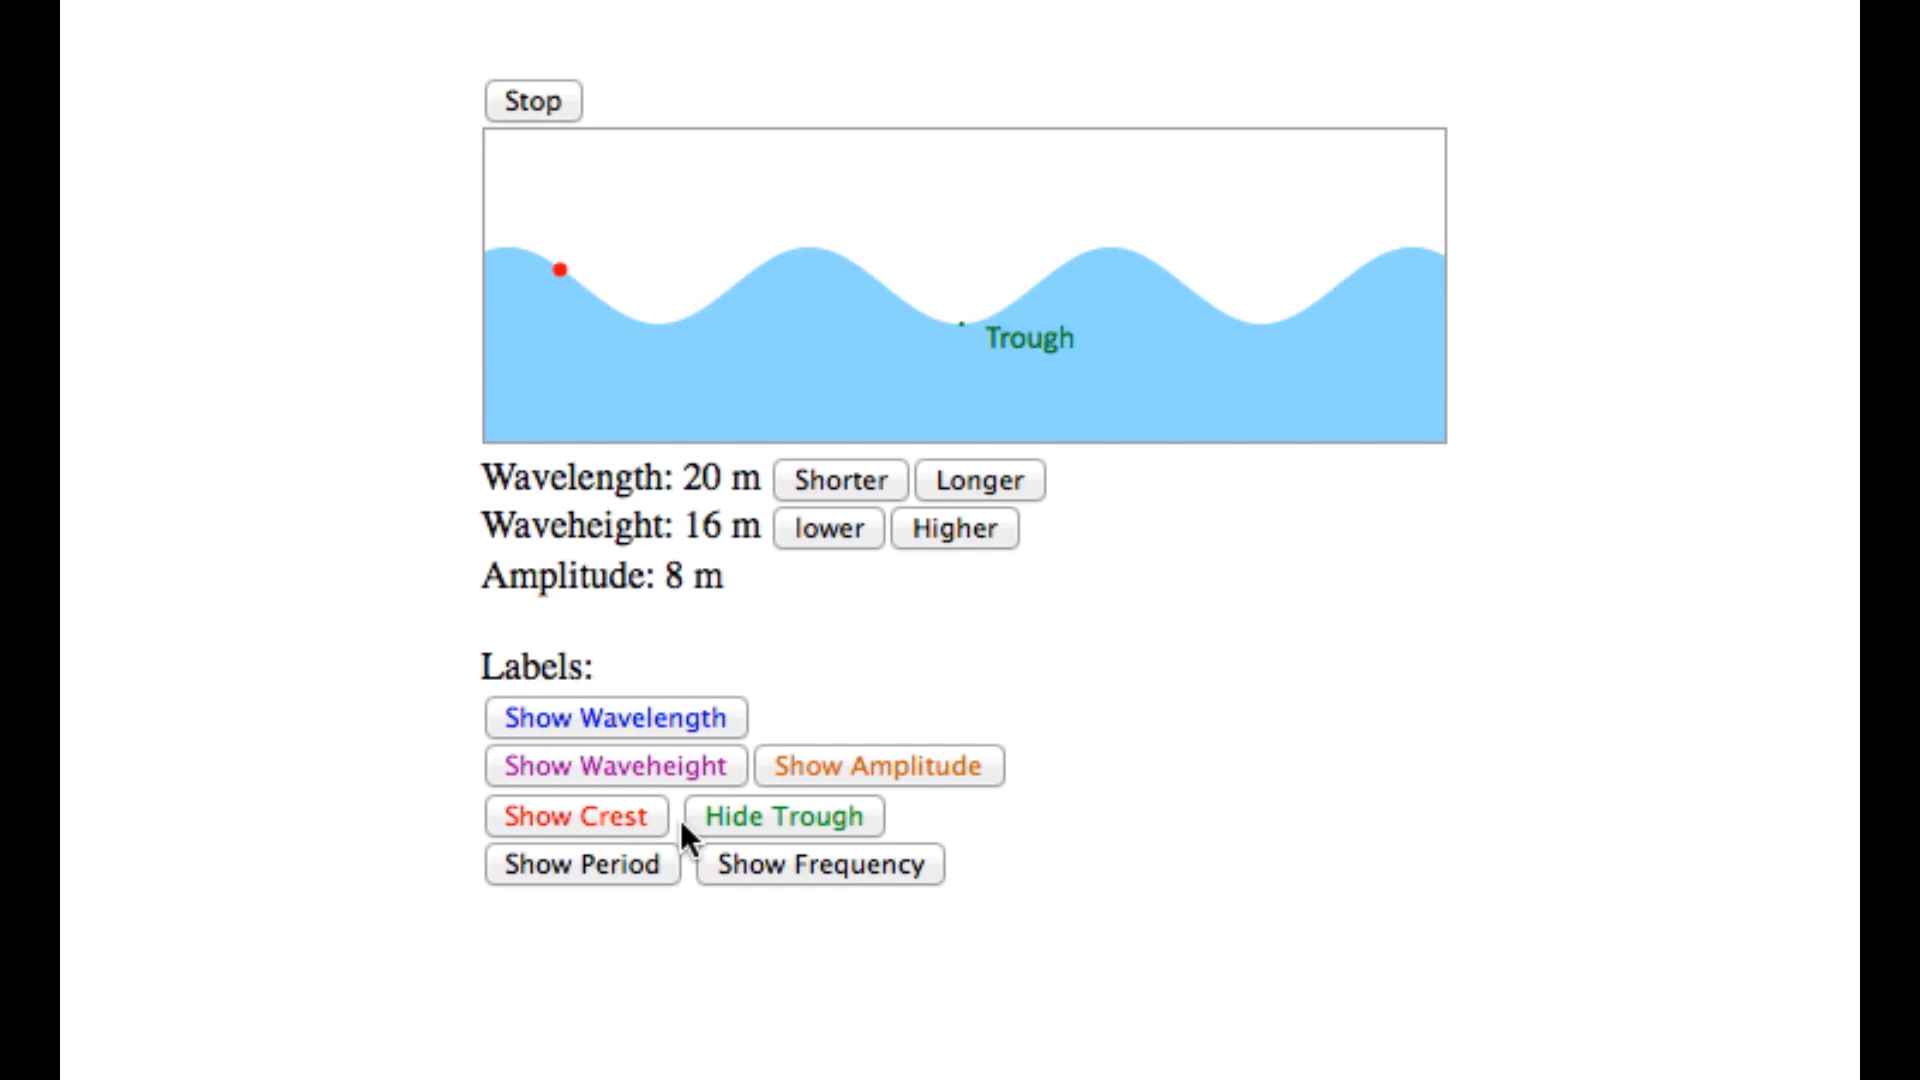 Stop
Trough
Wavelength: 20 m Shorter Longer
Waveheight: 16 m lower Higher
Amplitude: 8 m
Labels:
Show Wavelength
Show Waveheight Show Amplitude
Show Crest Hide Trough
Show Period Show Frequency